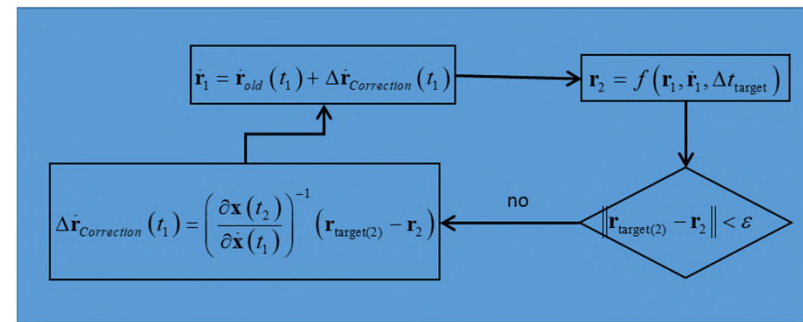 ṙ₁ = ṙ_old (t₁) + Δṙ_Correction (t₁)
r₂ = f (r₁, ṙ₁, Δt_target)
no
‖r_target(2) − r₂‖ < ε
Δṙ_Correction (t₁) = (∂x(t₂) / ∂ẋ(t₁))⁻¹ (r_target(2) − r₂)